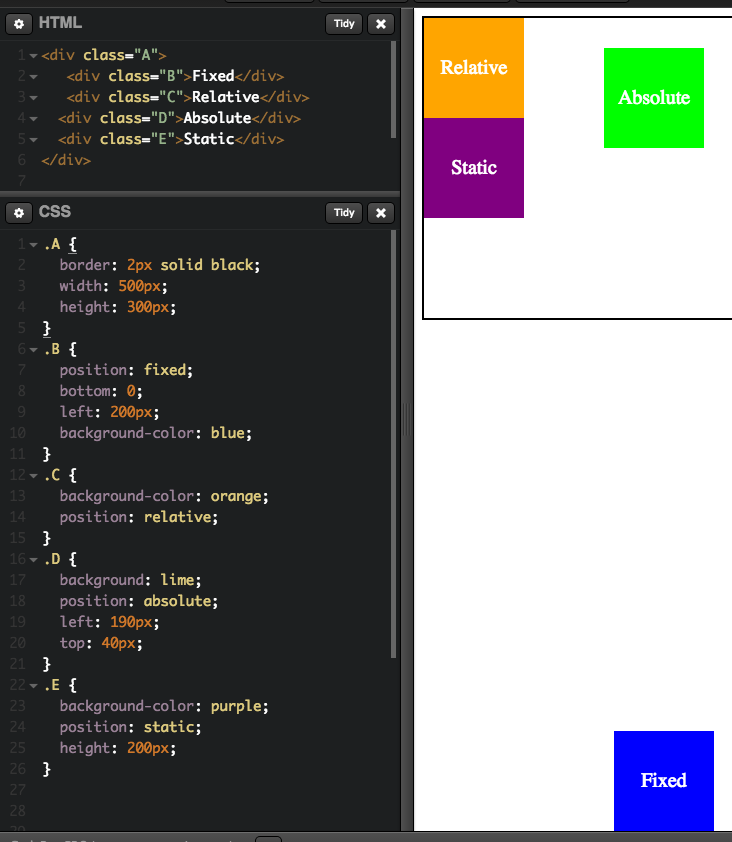 HTML
Tidy
1 <div class="A">
2 <div class="B">Fixed</div>
3 <div class="C">Relative</div>
4 <div class="D">Absolute</div>
5 <div class="E">Static</div>
6 </div>
7
CSS
Tidy
1 .A {
2 border: 2px solid black;
3 width: 500px;
4 height: 300px;
5 }
6 .B {
7 position: fixed;
8 bottom: 0;
9 left: 200px;
10 background-color: blue;
11 }
12 .C {
13 background-color: orange;
14 position: relative;
15 }
16 .D {
17 background: lime;
18 position: absolute;
19 left: 190px;
20 top: 40px;
21 }
22 .E {
23 background-color: purple;
24 position: static;
25 height: 200px;
26 }
27
28
Relative
Absolute
Static
Fixed